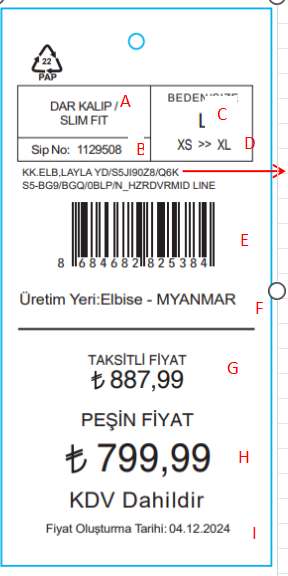 22
PAP
DAR KALIP / A
SLIM FIT
BEDEN/SIZE
L C
Sip No: 1129508 B
XS >> XL D
KK.ELB,LAYLA YD/S5JI90Z8/Q6K
S5-BG9/BGQ/0BLP/N_HZRDVRMID LINE
E
8 684682 825384
Üretim Yeri:Elbise - MYANMAR
F
TAKSİTLİ FİYAT
₺ 887,99 G
PEŞİN FİYAT
₺ 799,99 H
KDV Dahildir
Fiyat Oluşturma Tarihi: 04.12.2024 I